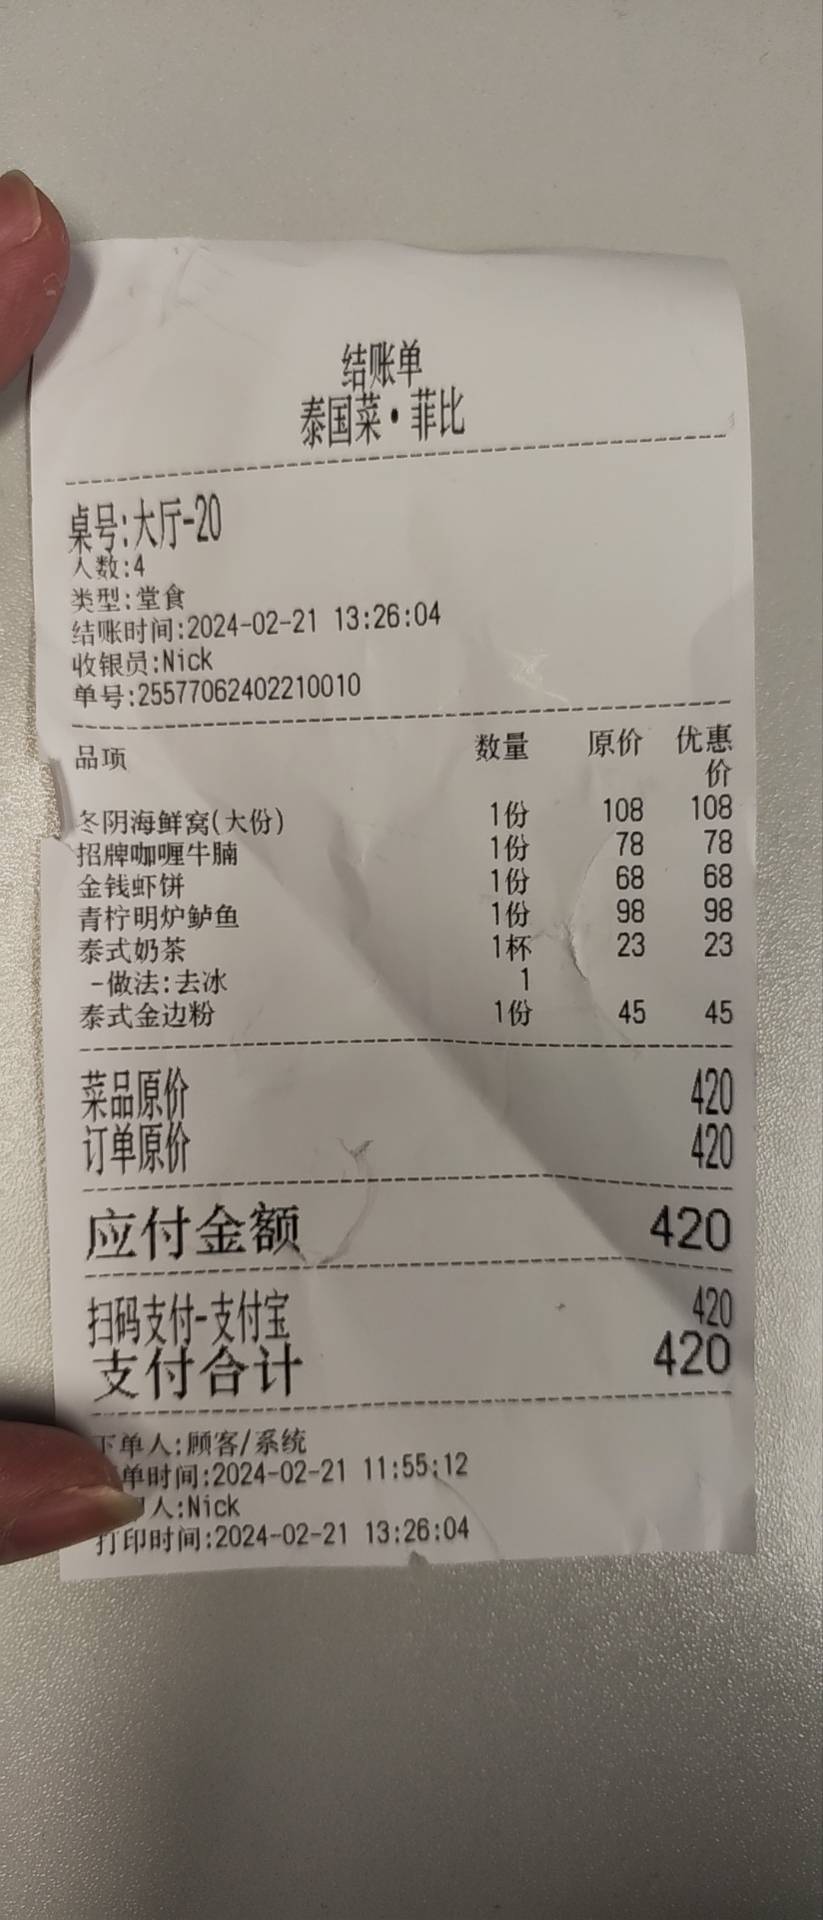 结账单
泰国菜·菲比
桌号:大厅-20
人数:4
类型:堂食
结账时间:2024-02-21 13:26:04
收银员:Nick
单号:25577062402210010
品项 数量 原价 优惠价
冬阴海鲜窝(大份) 1份 108 108
招牌咖喱牛腩 1份 78 78
金钱虾饼 1份 68 68
青柠明炉鲈鱼 1份 98 98
泰式奶茶 1杯 23 23
-做法:去冰 1
泰式金边粉 1份 45 45
菜品原价 420
订单原价 420
应付金额 420
扫码支付-支付宝 420
支付合计 420
下单人:顾客/系统
单时间:2024-02-21 11:55:12
人:Nick
打印时间:2024-02-21 13:26:04